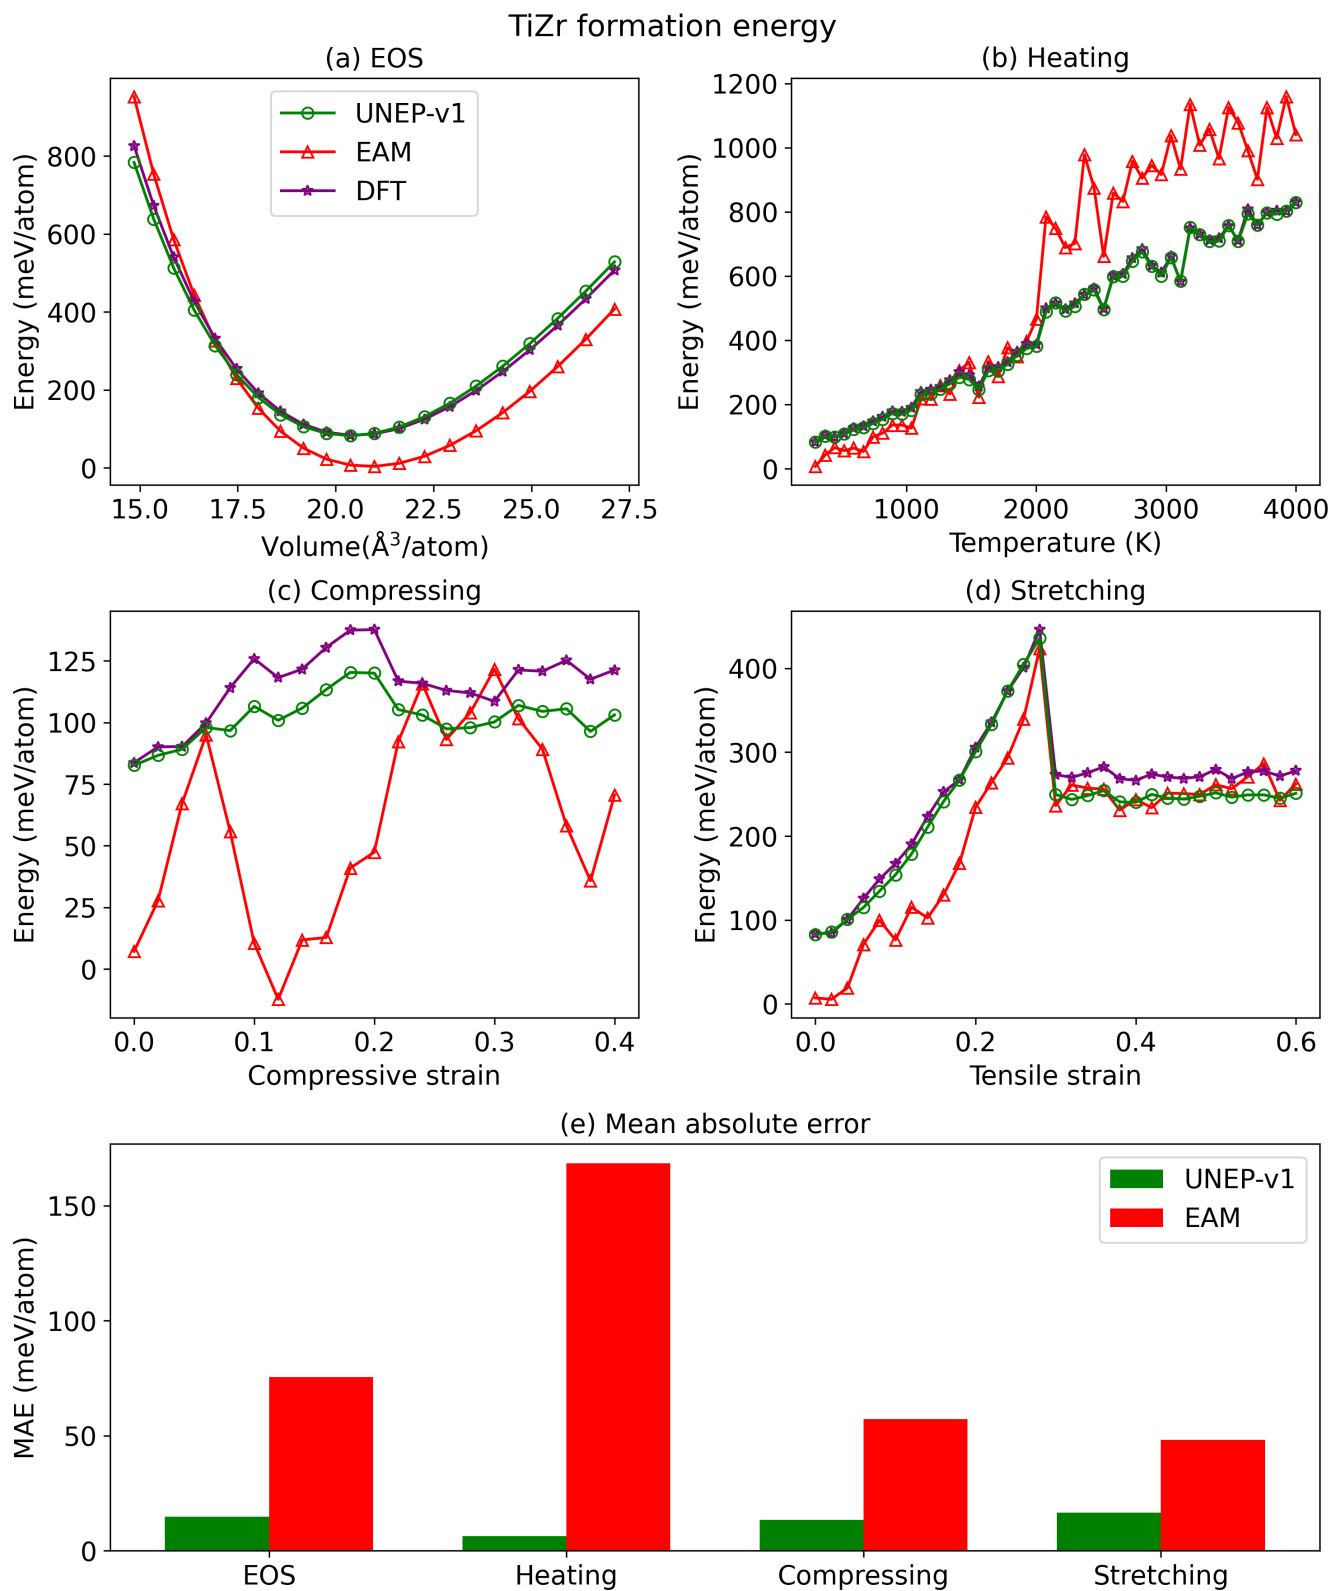 TiZr formation energy
(a) EOS
UNEP-v1
EAM
DFT
Energy (meV/atom)
800
600
400
200
0
15.0 17.5 20.0 22.5 25.0 27.5
Volume(Å³/atom)
(b) Heating
Energy (meV/atom)
1200
1000
800
600
400
200
0
1000 2000 3000 4000
Temperature (K)
(c) Compressing
Energy (meV/atom)
125
100
75
50
25
0
0.0 0.1 0.2 0.3 0.4
Compressive strain
(d) Stretching
Energy (meV/atom)
400
300
200
100
0
0.0 0.2 0.4 0.6
Tensile strain
(e) Mean absolute error
UNEP-v1
EAM
MAE (meV/atom)
150
100
50
0
EOS Heating Compressing Stretching